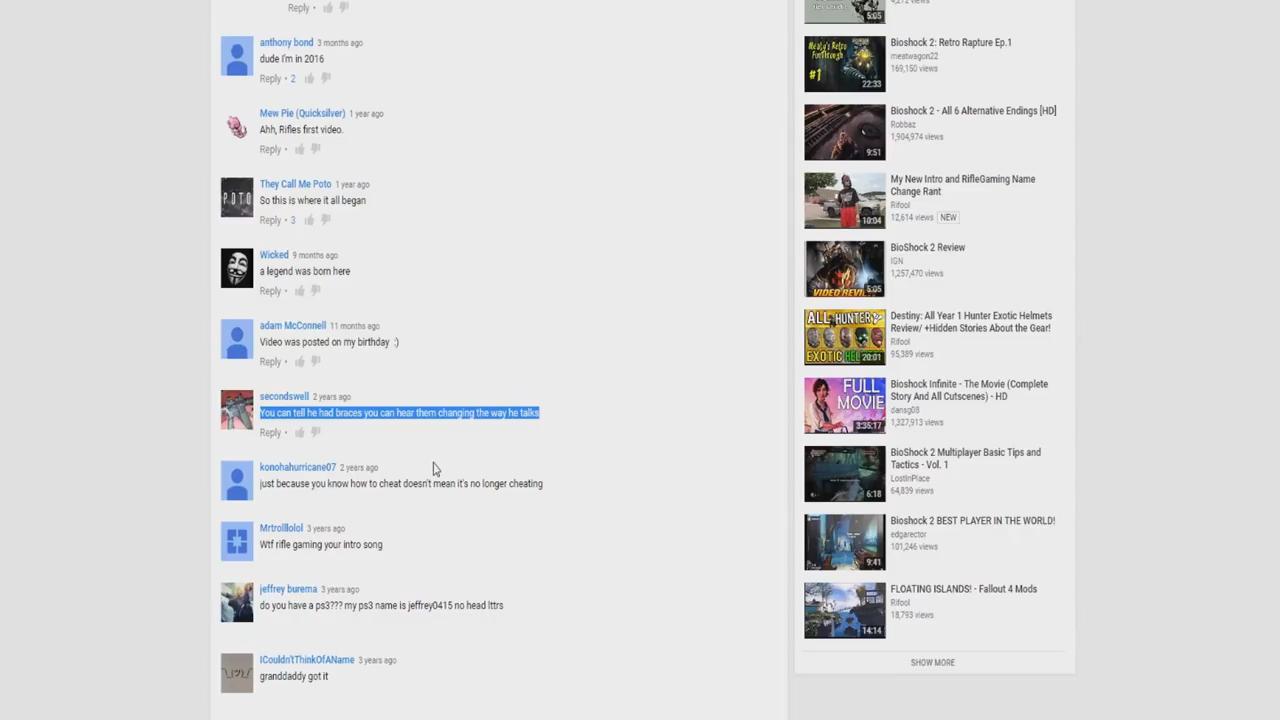 Reply •
anthony bond 3 months ago
dude I'm in 2016
Reply • 2
Mew Pie (Quicksilver) 1 year ago
Ahh, Rifles first video.
Reply •
POTO
They Call Me Poto 1 year ago
So this is where it all began
Reply • 3
Wicked 9 months ago
a legend was born here
Reply •
adam McConnell 11 months ago
Video was posted on my birthday :)
Reply •
secondswell 2 years ago
You can tell he had braces you can hear them changing the way he talks
Reply •
konohahurricane07 2 years ago
just because you know how to cheat doesn't mean it's no longer cheating
Mrtrolllolol 3 years ago
Wtf rifle gaming your intro song
jeffrey burema 3 years ago
do you have a ps3??? my ps3 name is jeffrey0415 no head lttrs
ICouldn'tThinkOfAName 3 years ago
granddaddy got it
5:05
4,272 views
#1
22:33
Bioshock 2: Retro Rapture Ep.1
meatwagon22
169,150 views
9:51
Bioshock 2 - All 6 Alternative Endings [HD]
Robbaz
1,904,974 views
10:04
My New Intro and RifleGaming Name
Change Rant
Rifool
12,614 views NEW
VIDEO REVIEW
5:05
BioShock 2 Review
IGN
1,257,470 views
ALL HUNTER
EXOTIC
20:01
Destiny: All Year 1 Hunter Exotic Helmets
Review/ +Hidden Stories About the Gear!
Rifool
95,389 views
FULL
MOVIE
3:35:17
Bioshock Infinite - The Movie (Complete
Story And All Cutscenes) - HD
dansg08
1,327,913 views
6:18
BioShock 2 Multiplayer Basic Tips and
Tactics - Vol. 1
LostInPlace
64,839 views
9:41
Bioshock 2 BEST PLAYER IN THE WORLD!
edgarector
101,246 views
14:14
FLOATING ISLANDS! - Fallout 4 Mods
Rifool
18,793 views
SHOW MORE